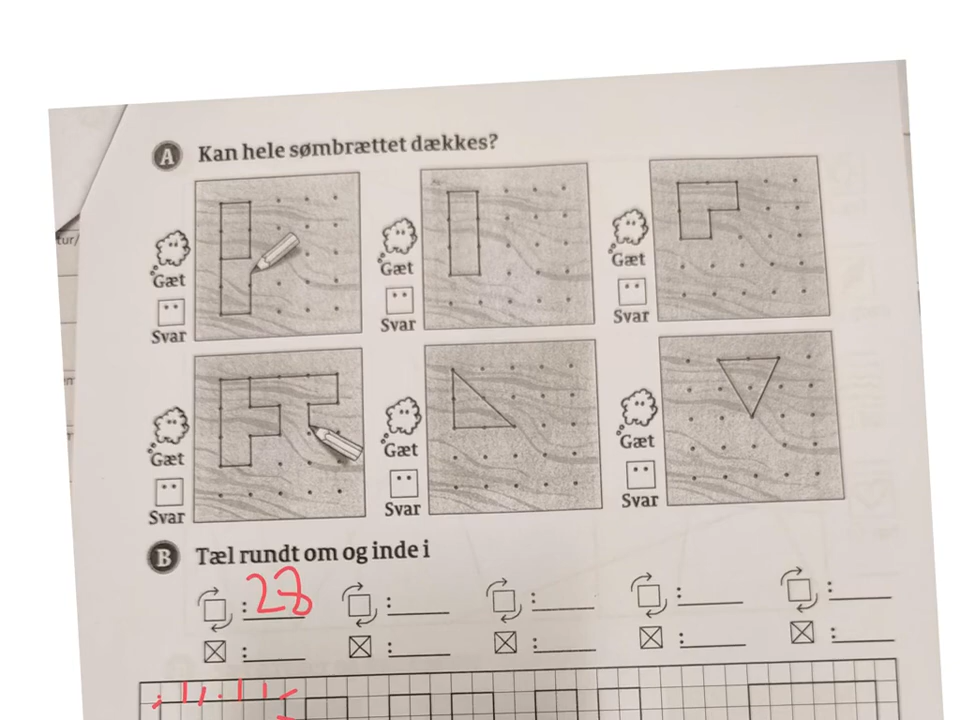 A Kan hele sømbrættet dækkes?
Gæt
Svar
Gæt
Svar
Gæt
Svar
Gæt
Svar
Gæt
Svar
Gæt
Svar
B Tæl rundt om og inde i
: 28 : : : :
: : : : :
tur/